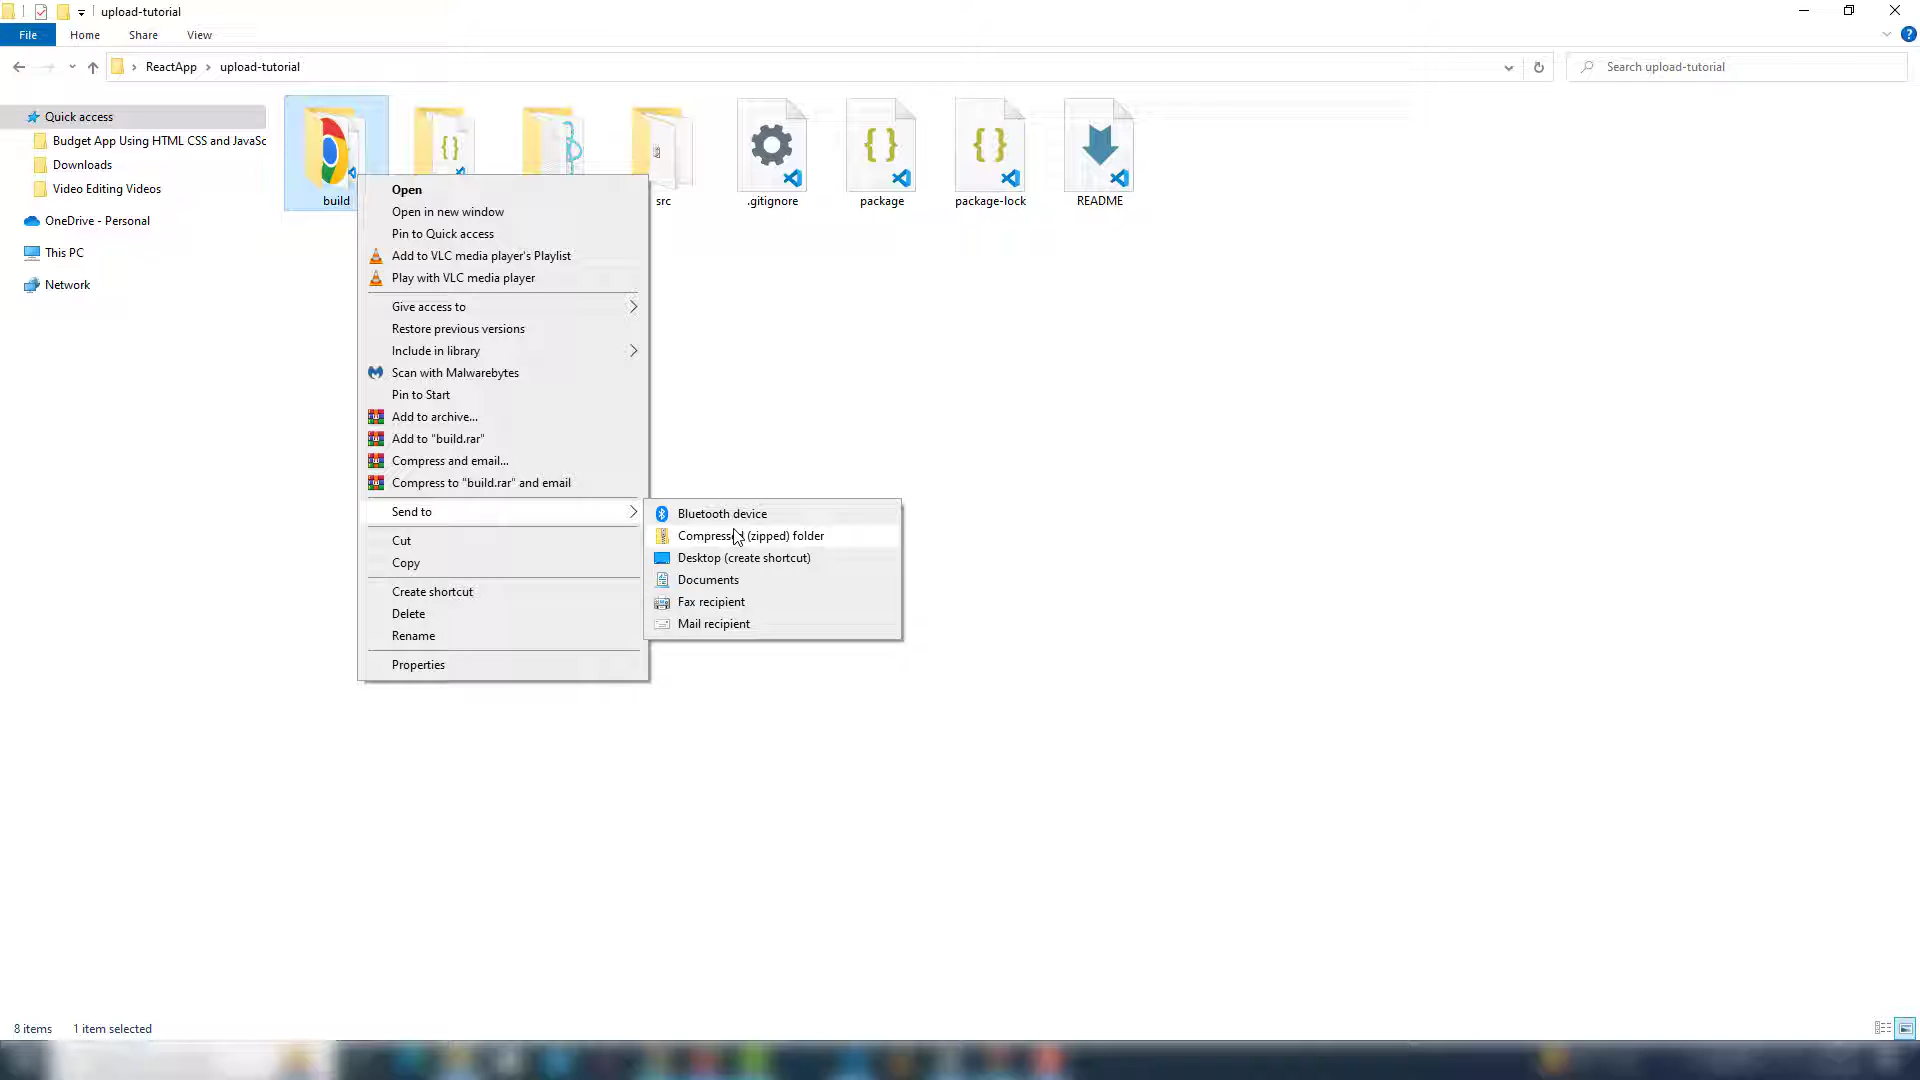 upload-tutorial
File
Home
Share
View
ReactApp
upload-tutorial
Search upload-tutorial
Quick access
Budget App Using HTML CSS and JavaSc
Downloads
Video Editing Videos
OneDrive - Personal
This PC
Network
build
src
.gitignore
package
package-lock
README
Open
Open in new window
Pin to Quick access
Add to VLC media player's Playlist
Play with VLC media player
Give access to
Restore previous versions
Include in library
Scan with Malwarebytes
Pin to Start
Add to archive...
Add to "build.rar"
Compress and email...
Compress to "build.rar" and email
Send to
Cut
Copy
Create shortcut
Delete
Rename
Properties
Bluetooth device
Compressed (zipped) folder
Desktop (create shortcut)
Documents
Fax recipient
Mail recipient
8 items
1 item selected